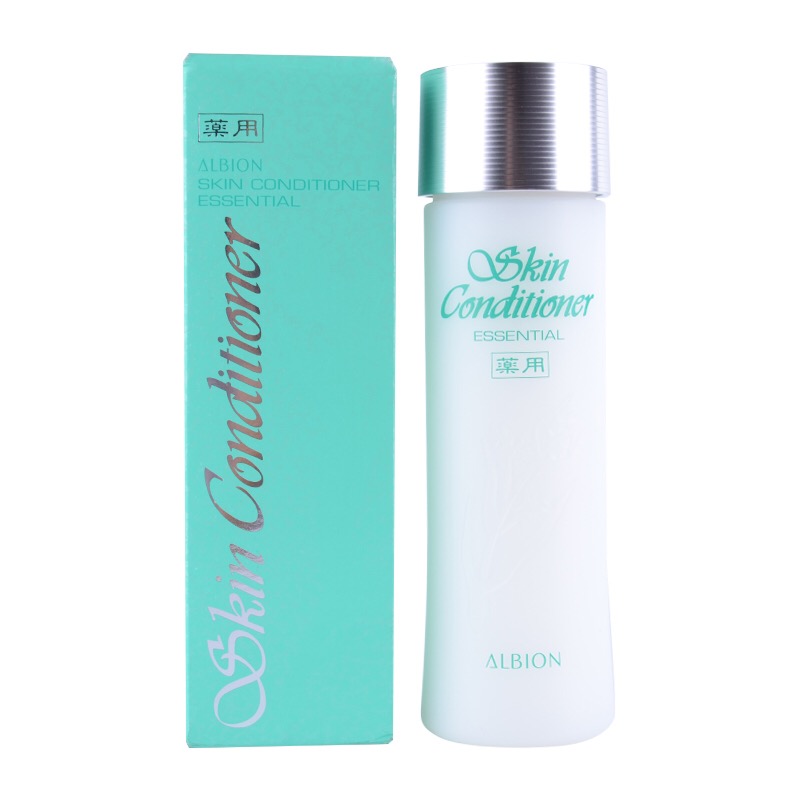 薬用
ALBION
SKIN CONDITIONER
ESSENTIAL
Skin Conditioner
Skin
Conditioner
ESSENTIAL
薬用
ALBION